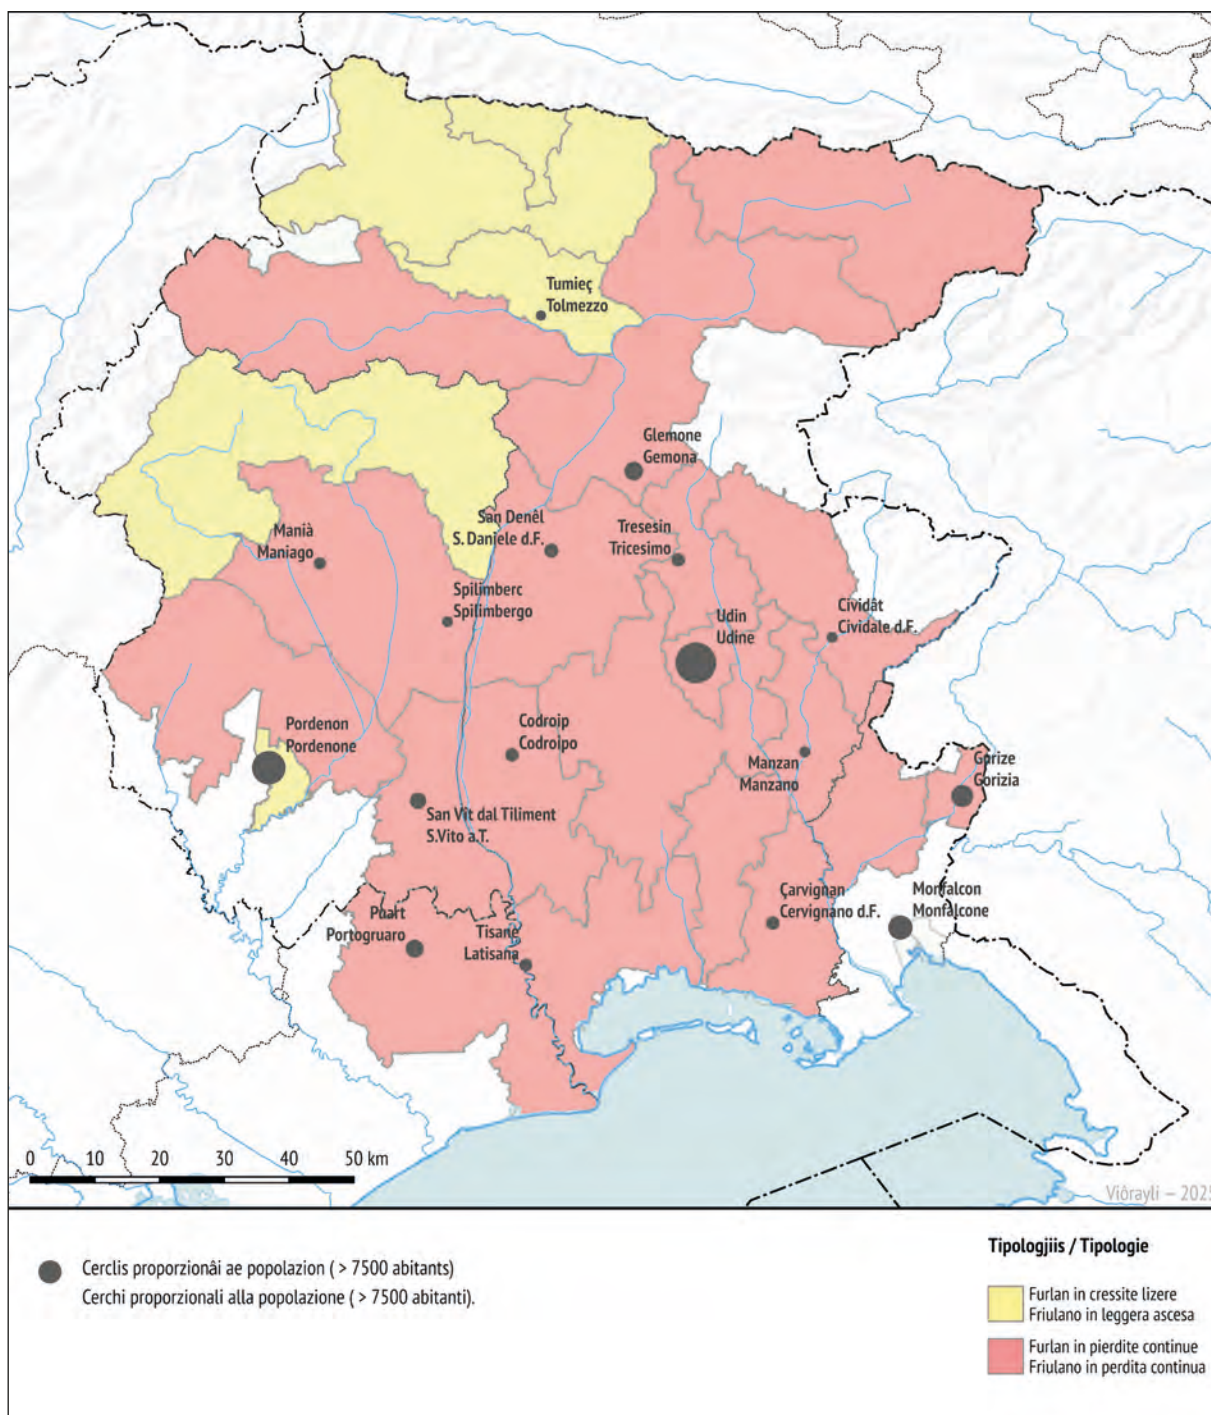 Tumieç
Tolmezzo
Glemone
Gemona
San Denêl
S. Daniele d.F.
Tresesin
Tricesimo
Manià
Maniago
Spilimberc
Spilimbergo
Udin
Udine
Cividât
Cividale d.F.
Pordenon
Pordenone
Codroip
Codroipo
Manzan
Manzano
Gorize
Gorizia
San Vît dal Tiliment
S.Vito a.T.
Çarvignan
Cervignano d.F.
Monfalcon
Monfalcone
Puart
Portogruaro
Tisane
Latisana
0 10 20 30 40 50 km
Viôrayli – 2025
Cerclis proporzionâi ae popolazion ( > 7500 abitants)
Cerchi proporzionali alla popolazione ( > 7500 abitanti).
Tipologjiis / Tipologie
Furlan in cressite lizere
Friulano in leggera ascesa
Furlan in pierdite continue
Friulano in perdita continua